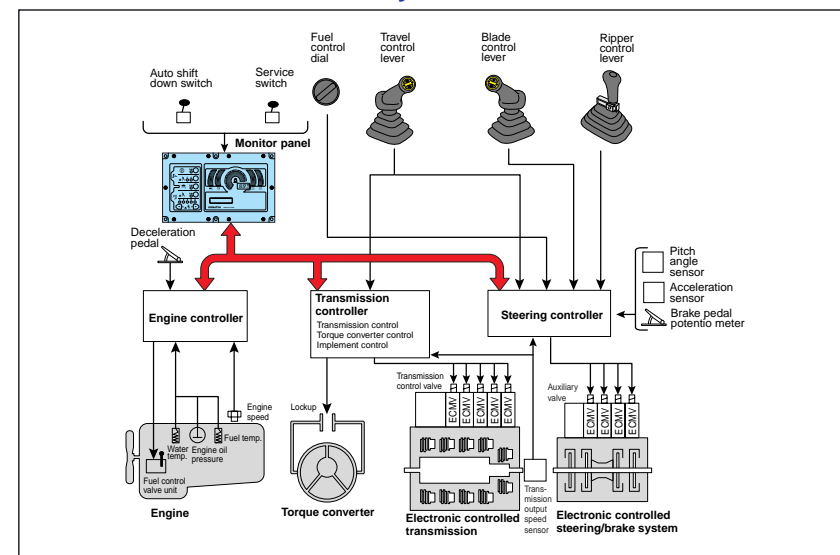 Fuel
control
dial
Travel
control
lever
Blade
control
lever
Ripper
control
lever
Auto shift
down switch
Service
switch
Monitor panel
Deceleration
pedal
Pitch
angle
sensor
Acceleration
sensor
Brake pedal
potentio meter
Engine controller
Transmission
controller
Transmission control
Torque converter control
Implement control
Steering controller
Transmission
control valve
ECMV
ECMV
ECMV
ECMV
ECMV
Auxiliary
valve
ECMV
ECMV
ECMV
ECMV
Engine
speed
Lockup
Water
temp.
Engine oil
pressure
Fuel temp.
Fuel control
valve unit
Engine
Torque converter
Electronic controlled
transmission
Trans-
mission
output
speed
sensor
Electronic controlled
steering/brake system